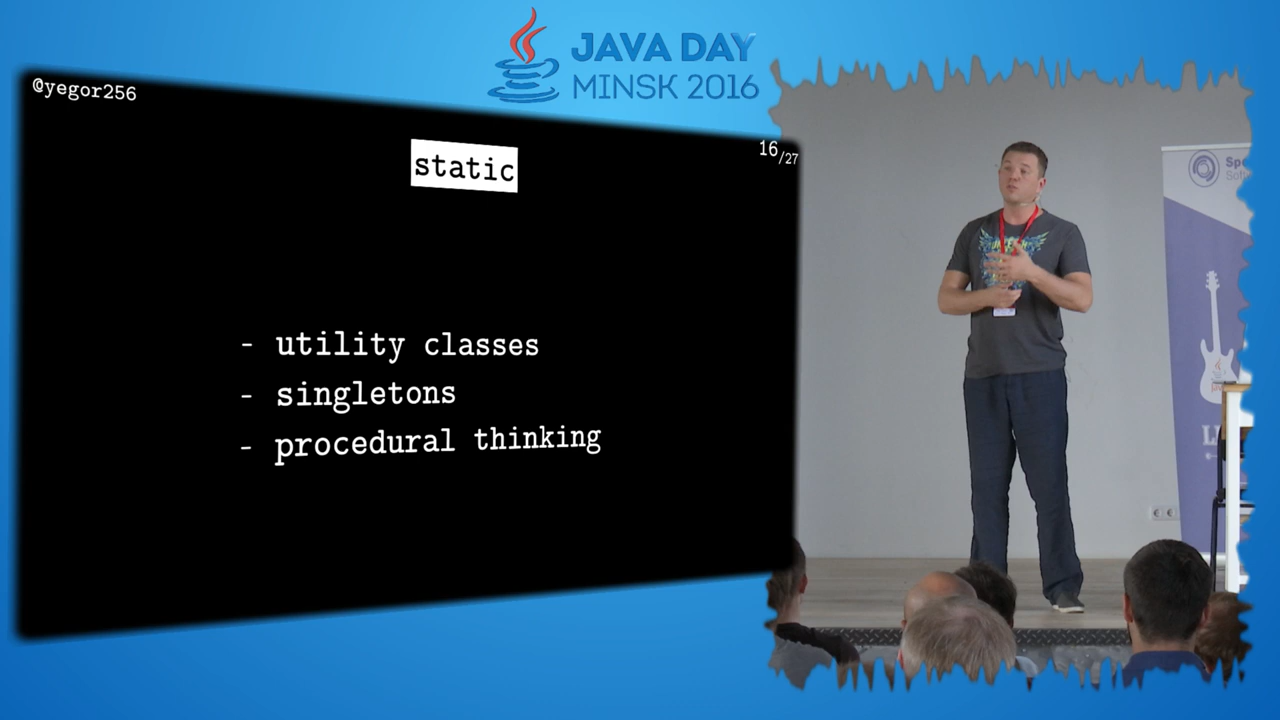 JAVA DAY
MINSK 2016
@yegor256
16/27
static
- utility classes
- singletons
- procedural thinking